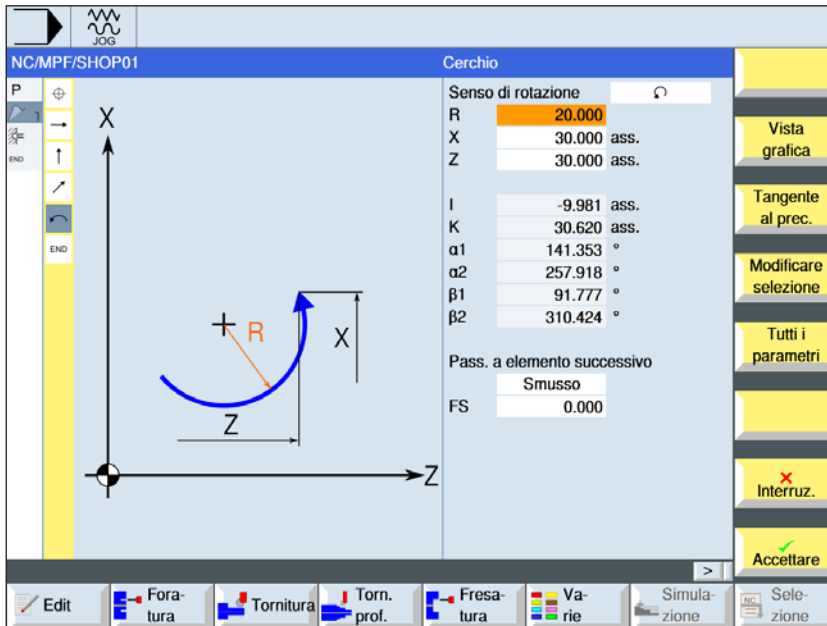 JOG
NC/MPF/SHOP01
Cerchio
P
1
END
END
X
R
X
Z
Z
Senso di rotazione
R 20.000
X 30.000 ass.
Z 30.000 ass.
I -9.981 ass.
K 30.620 ass.
α1 141.353 °
α2 257.918 °
β1 91.777 °
β2 310.424 °
Pass. a elemento successivo
Smusso
FS 0.000
Vista
grafica
Tangente
al prec.
Modificare
selezione
Tutti i
parametri
Interruz.
Accettare
>
Edit
Fora-
tura
Tornitura
Torn.
prof.
Fresa-
tura
Va-
rie
Simula-
zione
NC
Sele-
zione